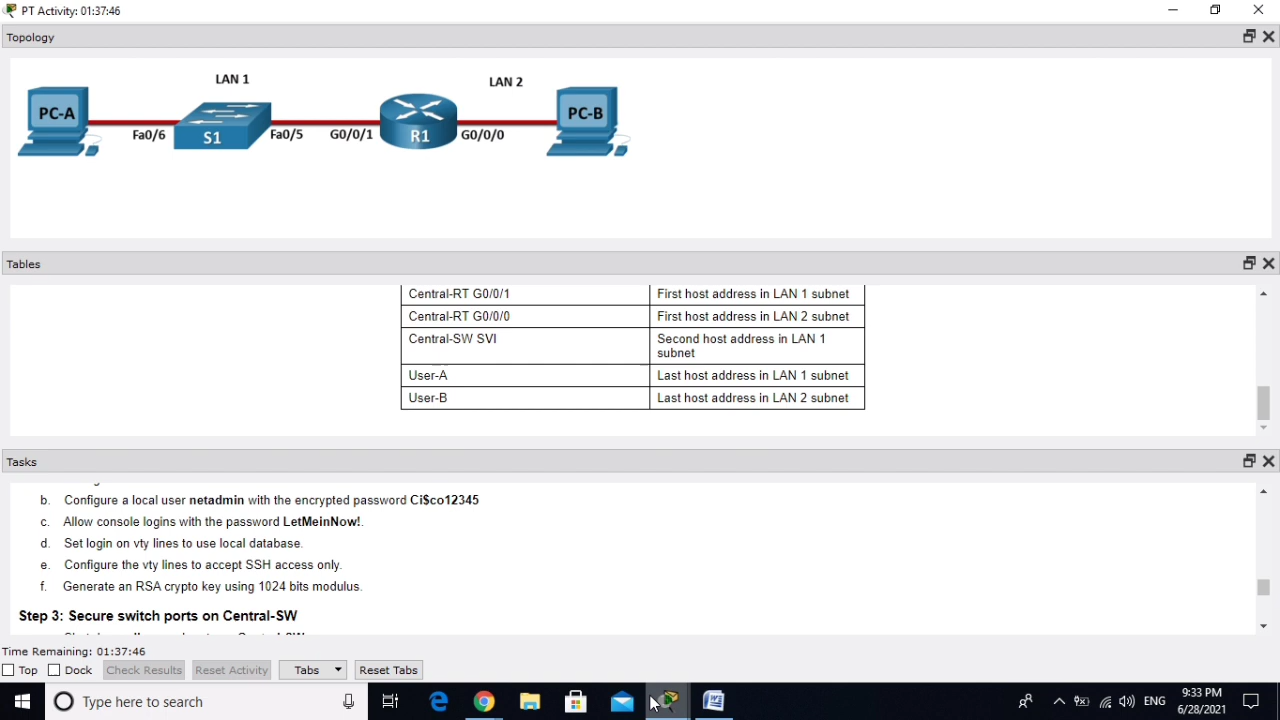 PT Activity: 01:37:46
Topology
LAN 1
LAN 2
PC-A
Fa0/6
S1
Fa0/5
G0/0/1
R1
G0/0/0
PC-B
Tables
Central-RT G0/0/1 First host address in LAN 1 subnet
Central-RT G0/0/0 First host address in LAN 2 subnet
Central-SW SVI Second host address in LAN 1
subnet
User-A Last host address in LAN 1 subnet
User-B Last host address in LAN 2 subnet
Tasks
b. Configure a local user netadmin with the encrypted password Ci$co12345
c. Allow console logins with the password LetMeinNow!.
d. Set login on vty lines to use local database.
e. Configure the vty lines to accept SSH access only.
f. Generate an RSA crypto key using 1024 bits modulus.
Step 3: Secure switch ports on Central-SW
Time Remaining: 01:37:46
Top Dock Check Results Reset Activity Tabs Reset Tabs
Type here to search
ENG
9:33 PM
6/28/2021